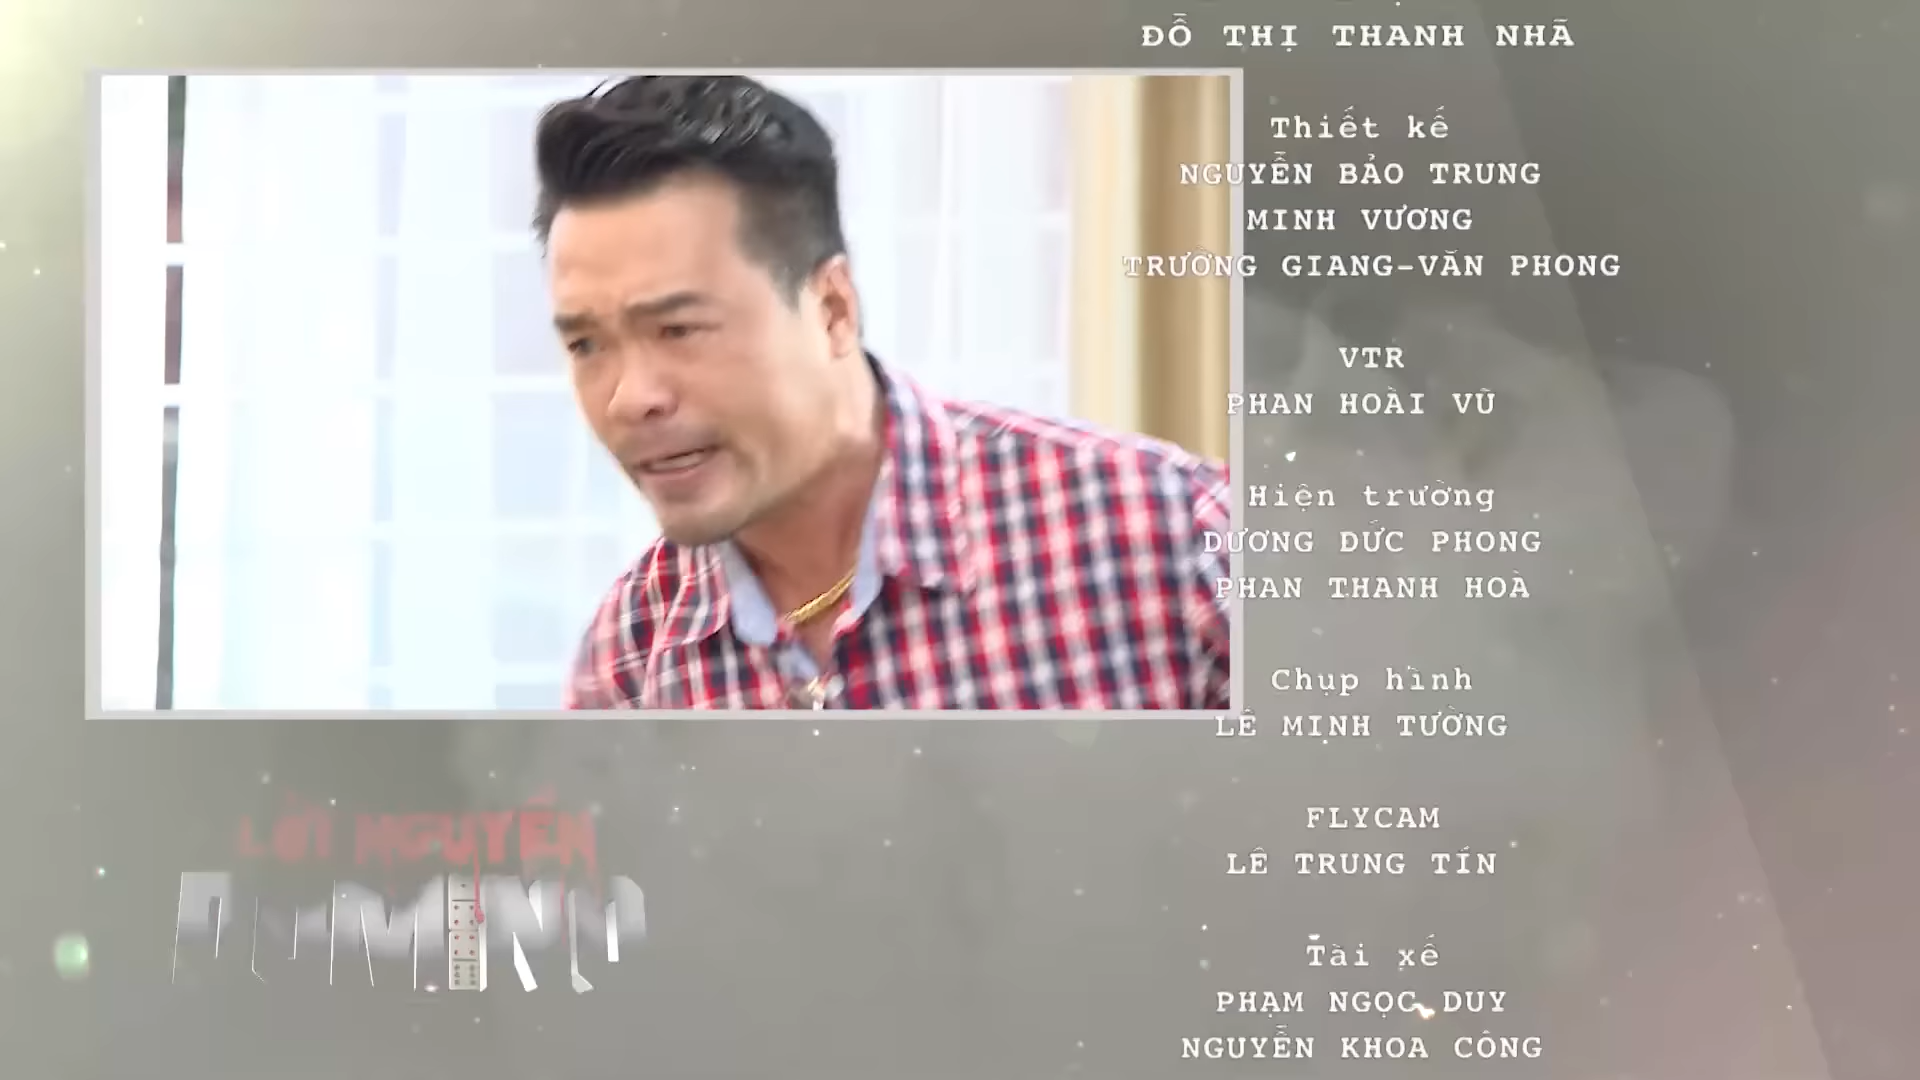 ĐỖ THỊ THANH NHÃ
Thiết kế
NGUYỄN BẢO TRUNG
MINH VƯƠNG
TRƯỜNG GIANG-VĂN PHONG
VTR
PHAN HOÀI VŨ
Hiện trường
DƯƠNG ĐỨC PHONG
PHAN THANH HOÀ
Chụp hình
LÊ MINH TƯỜNG
FLYCAM
LÊ TRUNG TÍN
Tài xế
PHẠM NGỌC DUY
NGUYỄN KHOA CÔNG
LỜI NGUYỀN
DOMINO